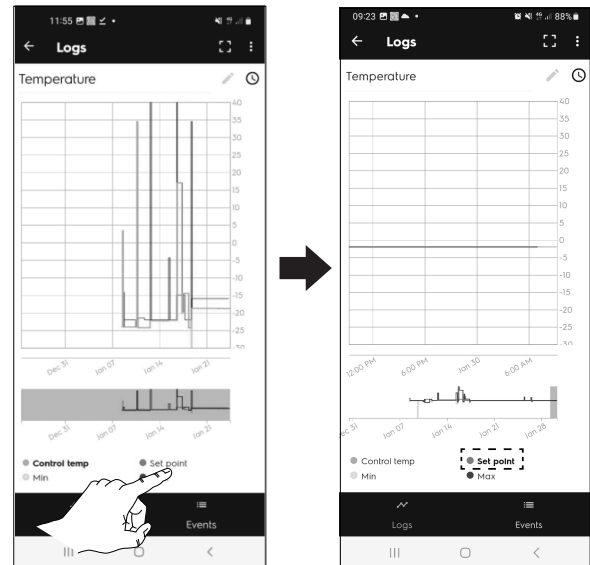 11:55
Logs
Temperature
40
35
30
25
20
15
10
5
0
-5
-10
-15
-20
-25
-30
Dec 31 Jan 07 Jan 14 Jan 21
Dec 31 Jan 07 Jan 14 Jan 21
Control temp Set point
Min
Events
09:23 88%
Logs
Temperature
40
35
30
25
20
15
10
5
0
-5
-10
-15
-20
-25
-30
12:00 PM 6:00 PM Jan 30 6:00 AM
Jan 07 Jan 14 Jan 21 Jan 28
Control temp Set point
Min Max
Logs Events